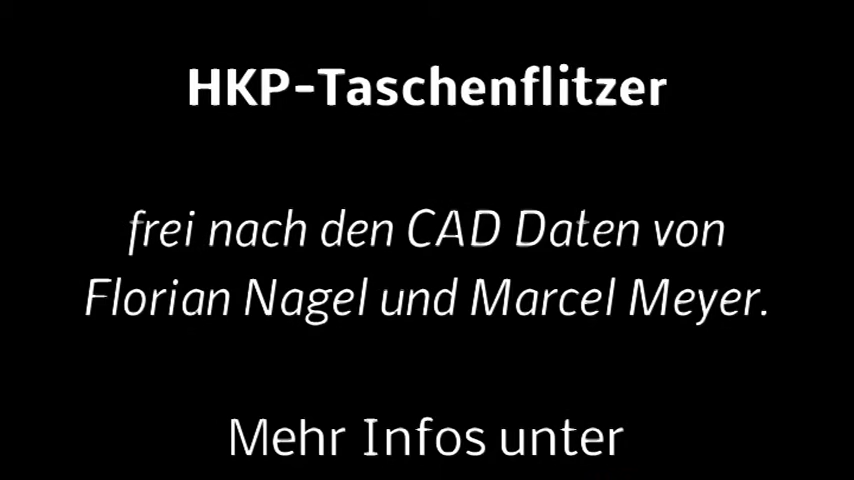 HKP-Taschenflitzer
frei nach den CAD Daten von
Florian Nagel und Marcel Meyer.
Mehr Infos unter